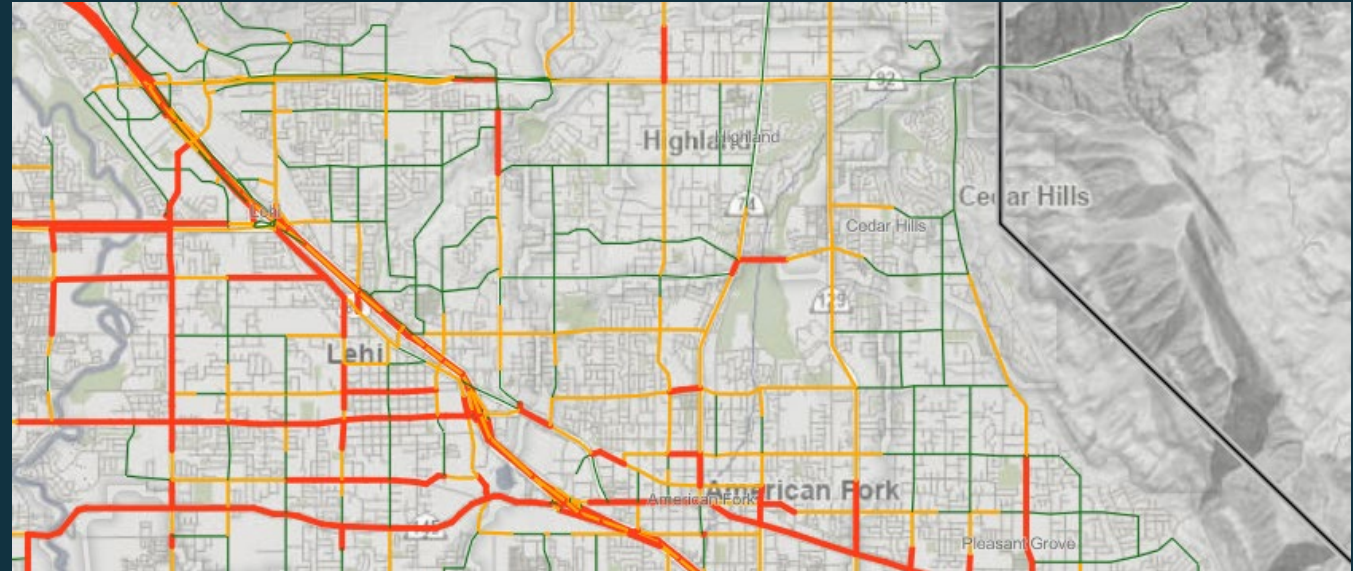 92
Highland
Highland
Cedar Hills
74
Cedar Hills
Lehi
129
Lehi
American Fork
American Fork
145
Pleasant Grove